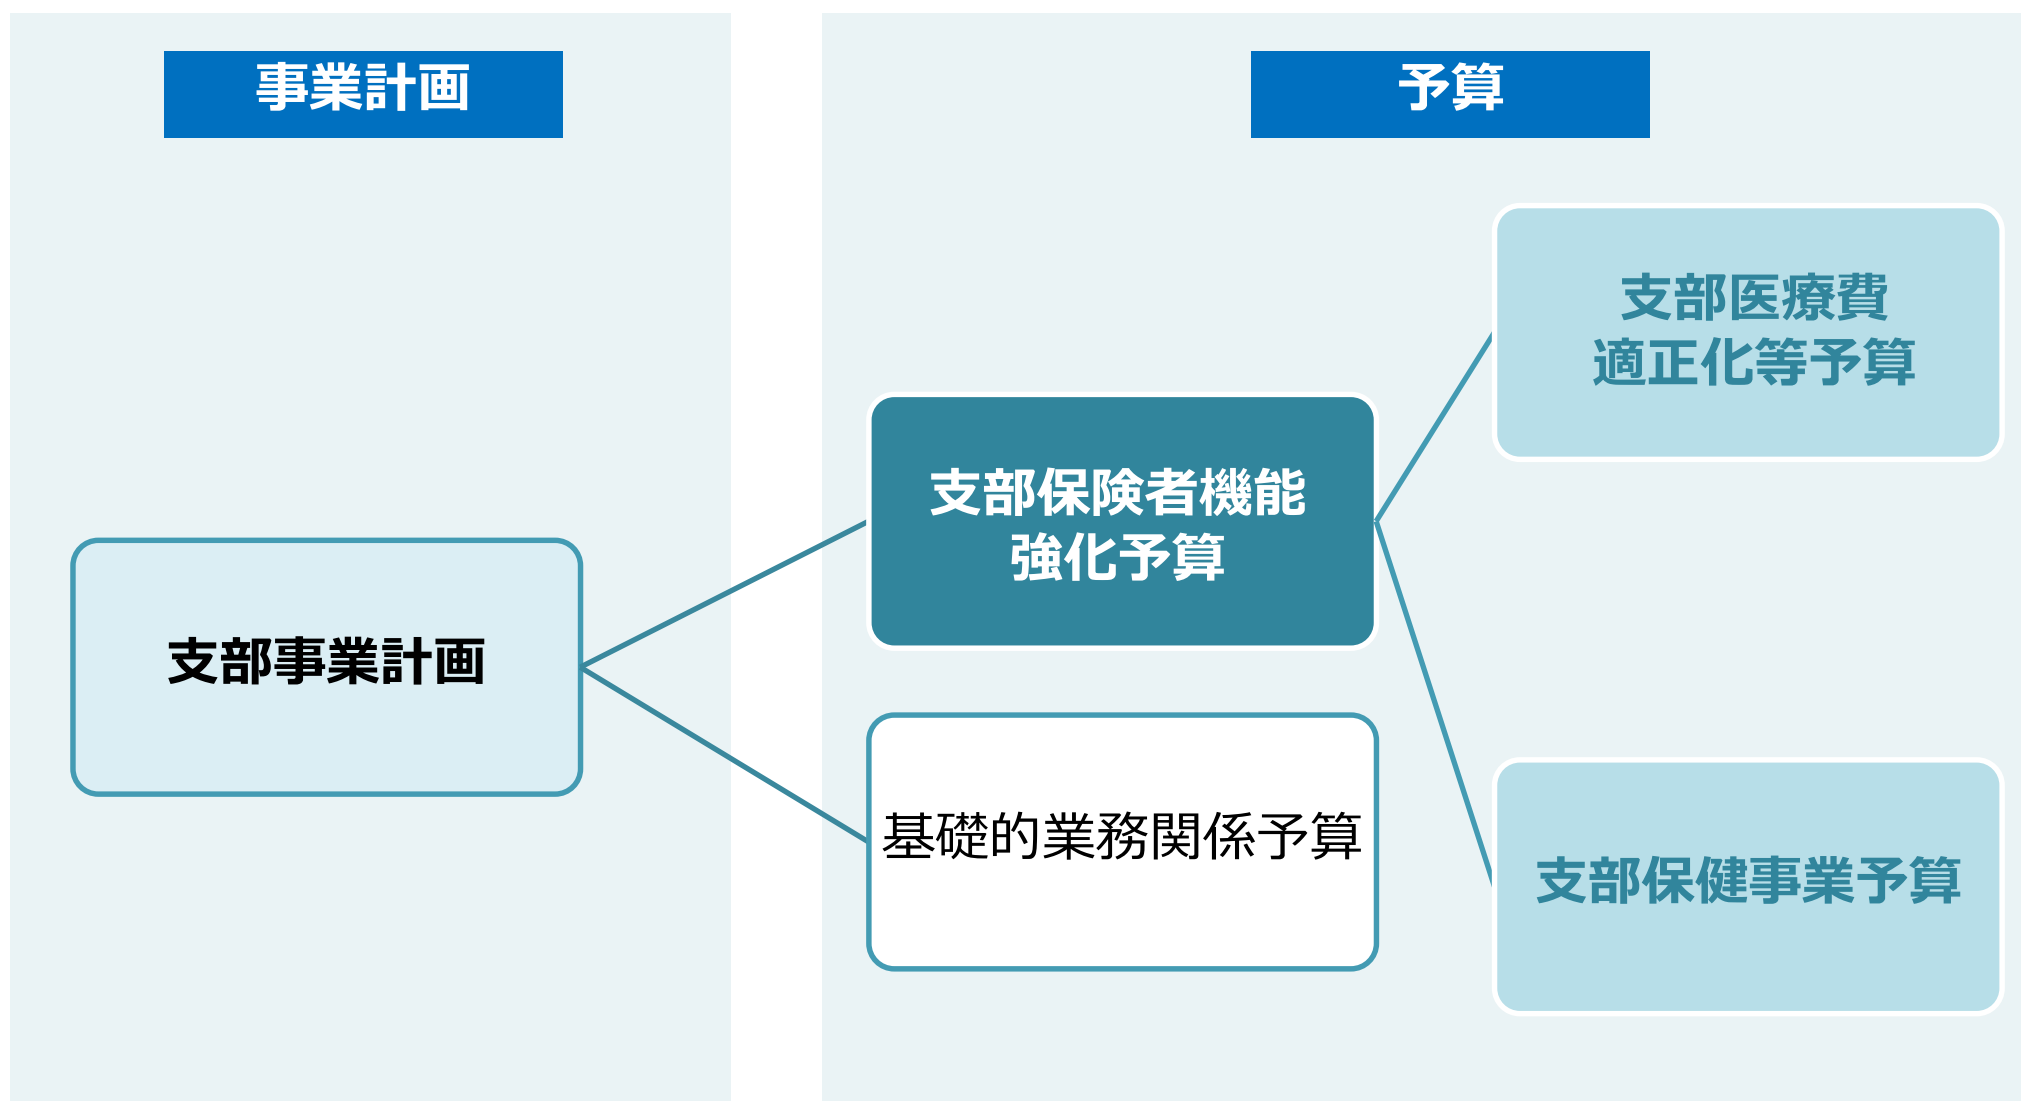 事業計画
予算
支部事業計画
支部保険者機能
強化予算
基礎的業務関係予算
支部医療費
適正化等予算
支部保健事業予算